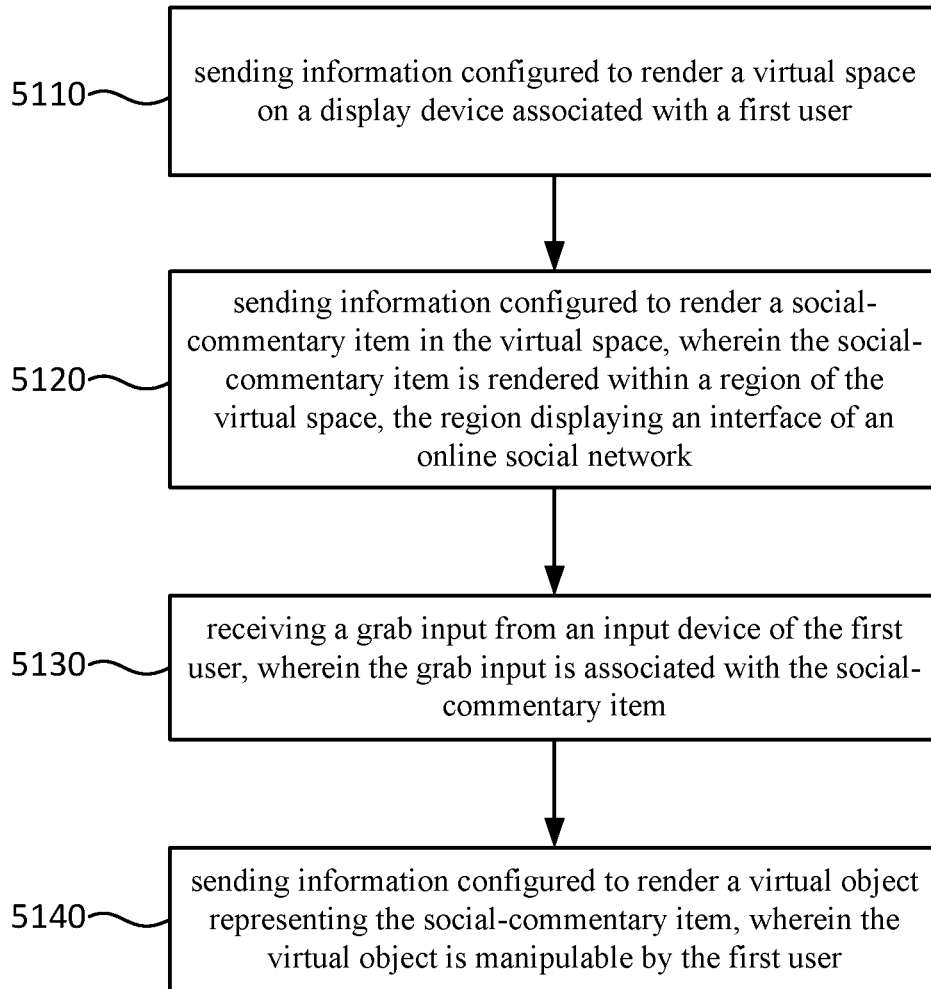 5110
sending information configured to render a virtual space
on a display device associated with a first user
5120
sending information configured to render a social-
commentary item in the virtual space, wherein the social-
commentary item is rendered within a region of the
virtual space, the region displaying an interface of an
online social network
5130
receiving a grab input from an input device of the first
user, wherein the grab input is associated with the social-
commentary item
5140
sending information configured to render a virtual object
representing the social-commentary item, wherein the
virtual object is manipulable by the first user